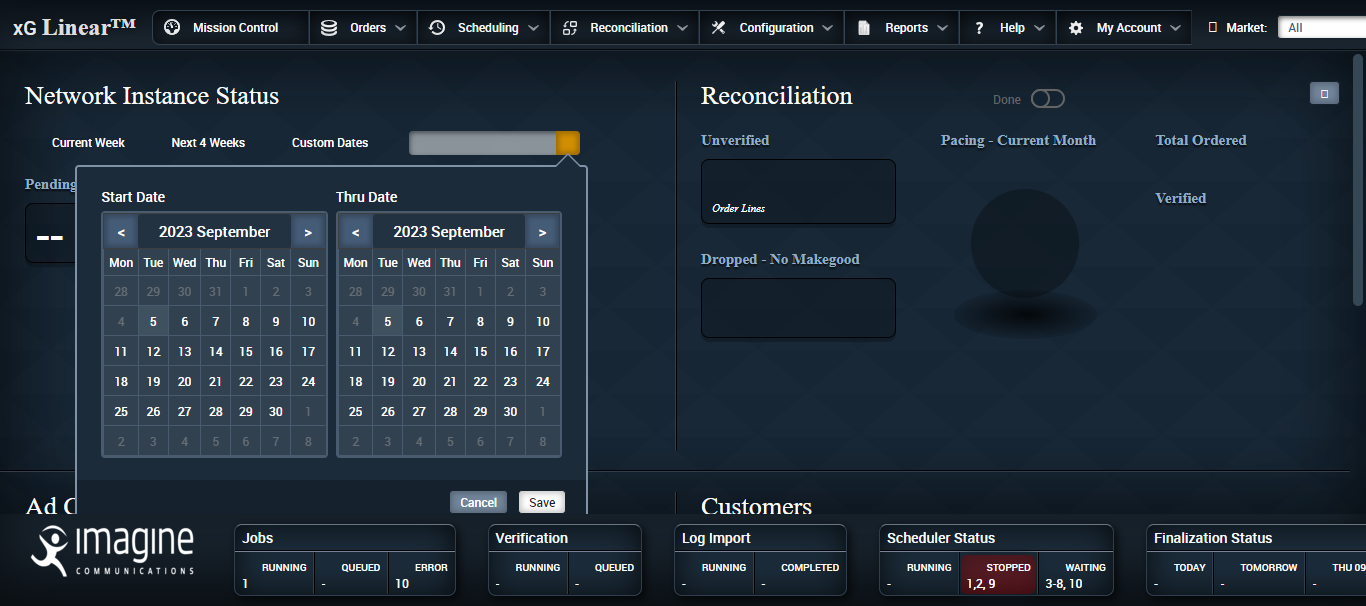 xG Linear™ Mission Control Orders Scheduling Reconciliation Configuration Reports ? Help My Account Market: All
Network Instance Status
Current Week Next 4 Weeks Custom Dates
Pending
--
Start Date Thru Date
< 2023 September > < 2023 September >
Mon Tue Wed Thu Fri Sat Sun Mon Tue Wed Thu Fri Sat Sun
28 29 30 31 1 2 3 28 29 30 31 1 2 3
4 5 6 7 8 9 10 4 5 6 7 8 9 10
11 12 13 14 15 16 17 11 12 13 14 15 16 17
18 19 20 21 22 23 24 18 19 20 21 22 23 24
25 26 27 28 29 30 1 25 26 27 28 29 30 1
2 3 4 5 6 7 8 2 3 4 5 6 7 8
Cancel Save
Reconciliation Done
Unverified Pacing - Current Month Total Ordered
Order Lines
Verified
Dropped - No Makegood
Ad
Customers
imagine
COMMUNICATIONS
Jobs
RUNNING QUEUED ERROR
1 - 10
Verification
RUNNING QUEUED
- -
Log Import
RUNNING COMPLETED
- -
Scheduler Status
RUNNING STOPPED WAITING
- 1,2, 9 3-8, 10
Finalization Status
TODAY TOMORROW THU 09
- - -